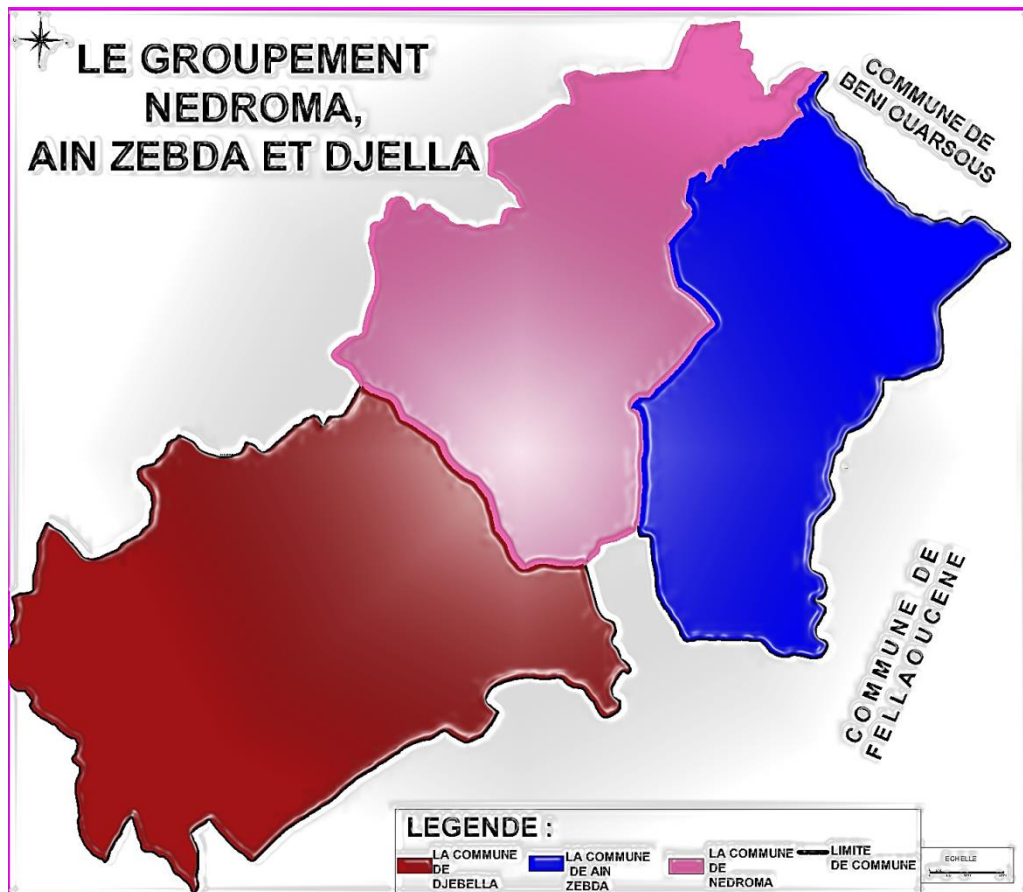 LE GROUPEMENT
NEDROMA,
AIN ZEBDA ET DJELLA
COMMUNE DE
BENI OUARSOUS
COMMUNE DE
FELLAOUCENE
LEGENDE :
LA COMMUNE
DE
DJEBELLA
LA COMMUNE
DE AIN
ZEBDA
LA COMMUNE
DE
NEDROMA
LIMITE
DE COMMUNE
ECHELLE